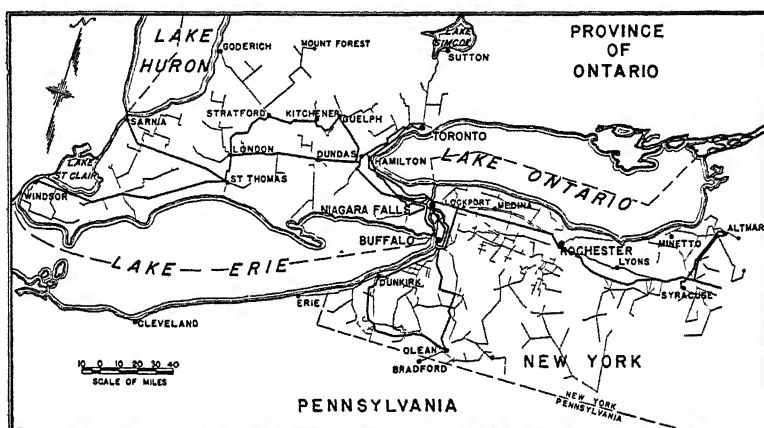 N
LAKE
HURON
GODERICH
MOUNT FOREST
LAKE
SIMCOE
SUTTON
PROVINCE
OF
ONTARIO
SARNIA
STRATFORD
KITCHENER
GUELPH
TORONTO
LAKE
ST CLAIR
LONDON
DUNDAS
HAMILTON
LAKE ONTARIO
ST THOMAS
WINDSOR
NIAGARA FALLS
LOCKPORT
MEDINA
BUFFALO
ROCHESTER
MINETTO
ALTMAR
LYONS
LAKE ERIE
DUNKIRK
SYRACUSE
ERIE
CLEVELAND
OLEAN
BRADFORD
NEW YORK
10 0 10 20 30 40
SCALE OF MILES
NEW YORK
PENNSYLVANIA
PENNSYLVANIA